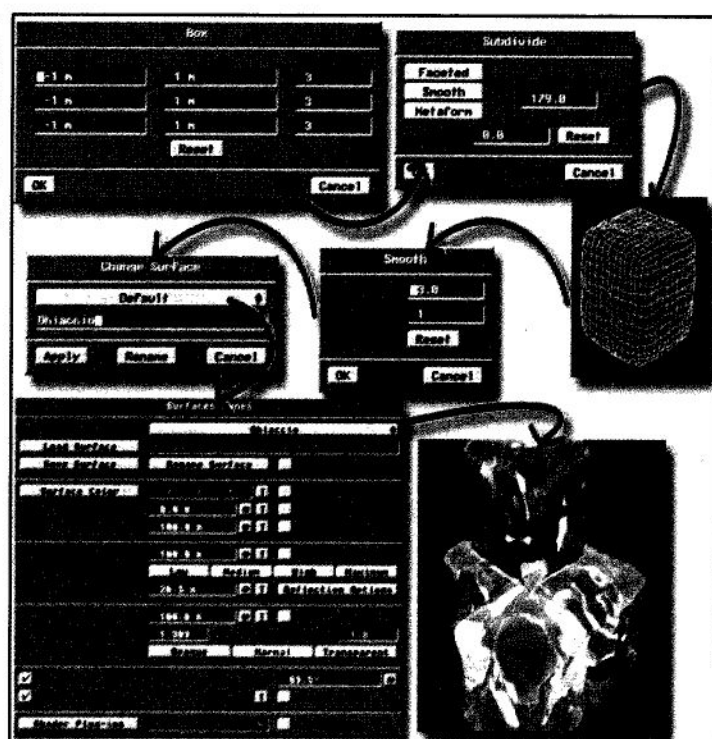 Box
-1 m 1 m 3
-1 m 1 m 3
-1 m 1 m 3
Reset
OK Cancel
Subdivide
Faceted
Smooth
Metaform
179.0
0.0 Reset
Cancel
Change Surface
Default
Ghiaccio
Apply Rename Cancel
Smooth
3.0
1
Reset
OK Cancel
Surfaces
Ghiaccio
Load Surface
Save Surface Rename Surface
Surface Color
0.0 %
100.0 %
100.0 %
Low Medium High Maximum
Reflection Options
100.0 %
Opaque Normal Transparent
Shader Plug-ins